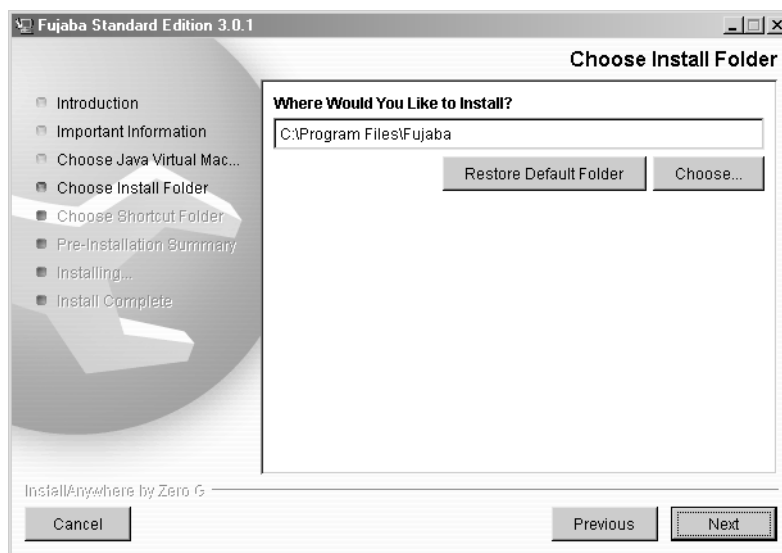 Fujaba Standard Edition 3.0.1
Choose Install Folder
Introduction
Important Information
Choose Java Virtual Mac...
Choose Install Folder
Choose Shortcut Folder
Pre-Installation Summary
Installing...
Install Complete
Where Would You Like to Install?
C:\Program Files\Fujaba
Restore Default Folder Choose...
InstallAnywhere by Zero G
Cancel Previous Next